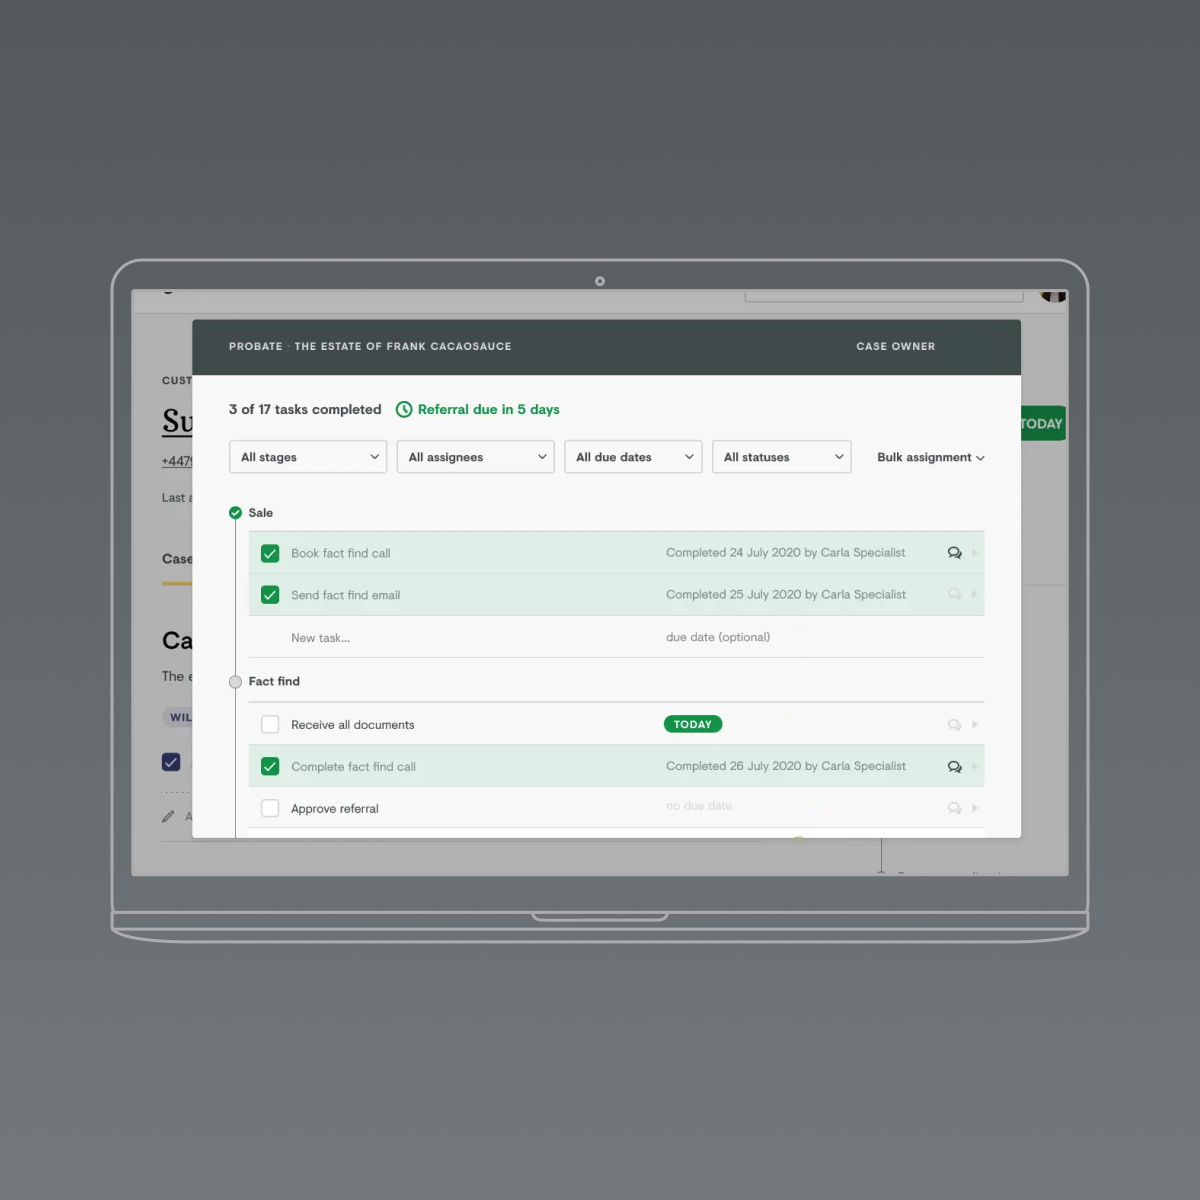 PROBATE · THE ESTATE OF FRANK CACAOSAUCE
CASE OWNER
CUST
Su
+447
Last a
Case
Ca
The e
WIL
TODAY
3 of 17 tasks completed
Referral due in 5 days
All stages
All assignees
All due dates
All statuses
Bulk assignment
Sale
Book fact find call
Completed 24 July 2020 by Carla Specialist
Send fact find email
Completed 25 July 2020 by Carla Specialist
New task...
due date (optional)
Fact find
Receive all documents
TODAY
Complete fact find call
Completed 26 July 2020 by Carla Specialist
Approve referral
no due date